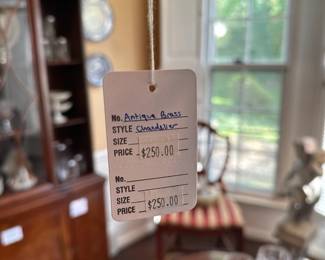 No. Antique Brass
STYLE Chandelier
SIZE
PRICE $250.00
No.
STYLE
SIZE
PRICE $250.00